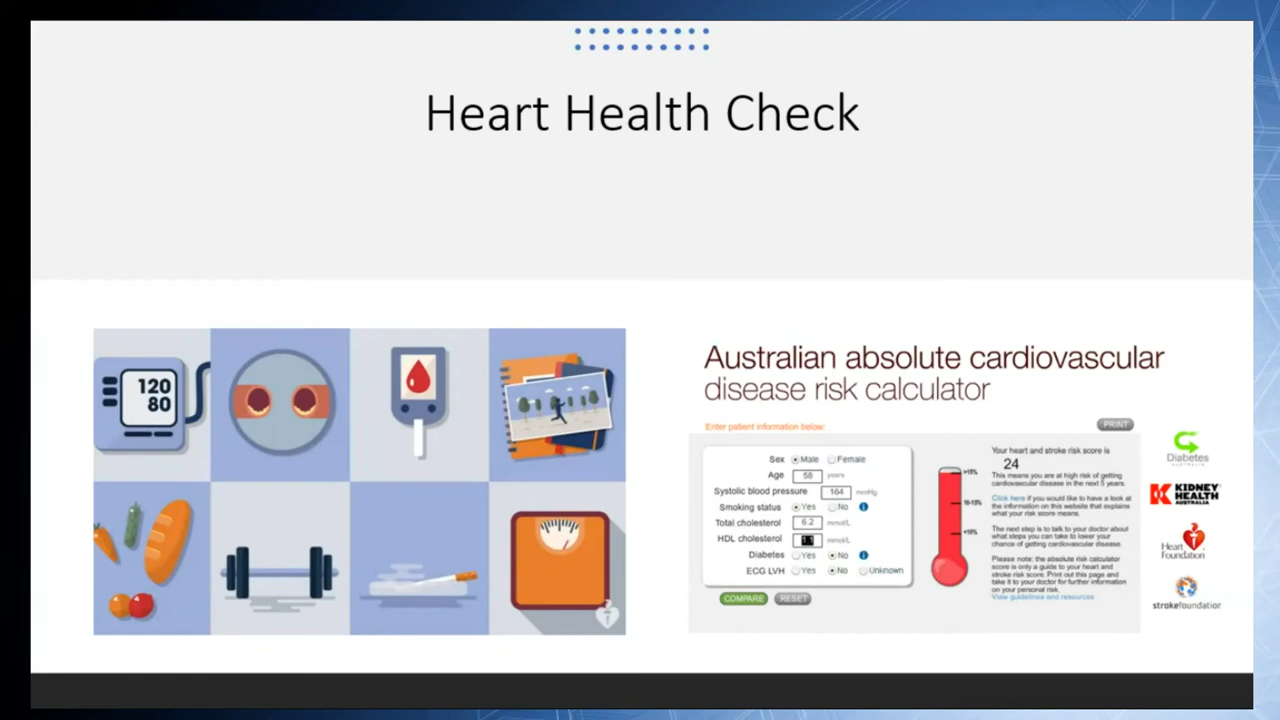 Heart Health Check
120
80
Australian absolute cardiovascular
disease risk calculator
Enter patient information below:
PRINT
Sex Male Female
Age 58 years
Systolic blood pressure 164 mmHg
Smoking status Yes No
Total cholesterol 6.2 mmol/L
HDL cholesterol mmol/L
Diabetes Yes No
ECG LVH Yes No Unknown
COMPARE RESET
>15%
10-15%
<10%
Your heart and stroke risk score is
24
This means you are at high risk of getting
cardiovascular disease in the next 5 years.
Click here if you would like to have a look at
the information on this website that explains
what your risk score means.
The next step is to talk to your doctor about
what steps you can take to lower your
chance of getting cardiovascular disease.
Please note: the absolute risk calculator
score is only a guide to your heart and
stroke risk score. Print out this page and
take it to your doctor for further information
on your personal risk.
View guidelines and resources
Diabetes
KIDNEY
HEALTH
AUSTRALIA
Heart
Foundation
strokefoundation